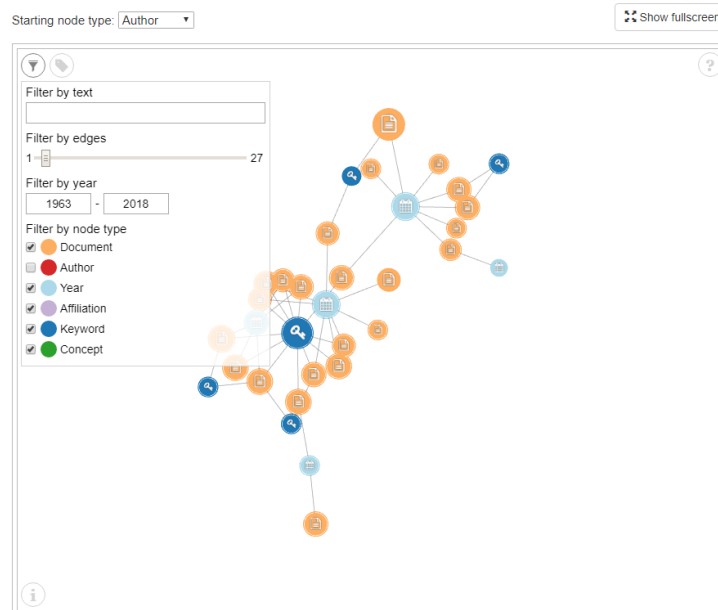 Starting node type: Author
Show fullscreen
?
Filter by text
Filter by edges
1 27
Filter by year
1963 - 2018
Filter by node type
Document
Author
Year
Affiliation
Keyword
Concept
i